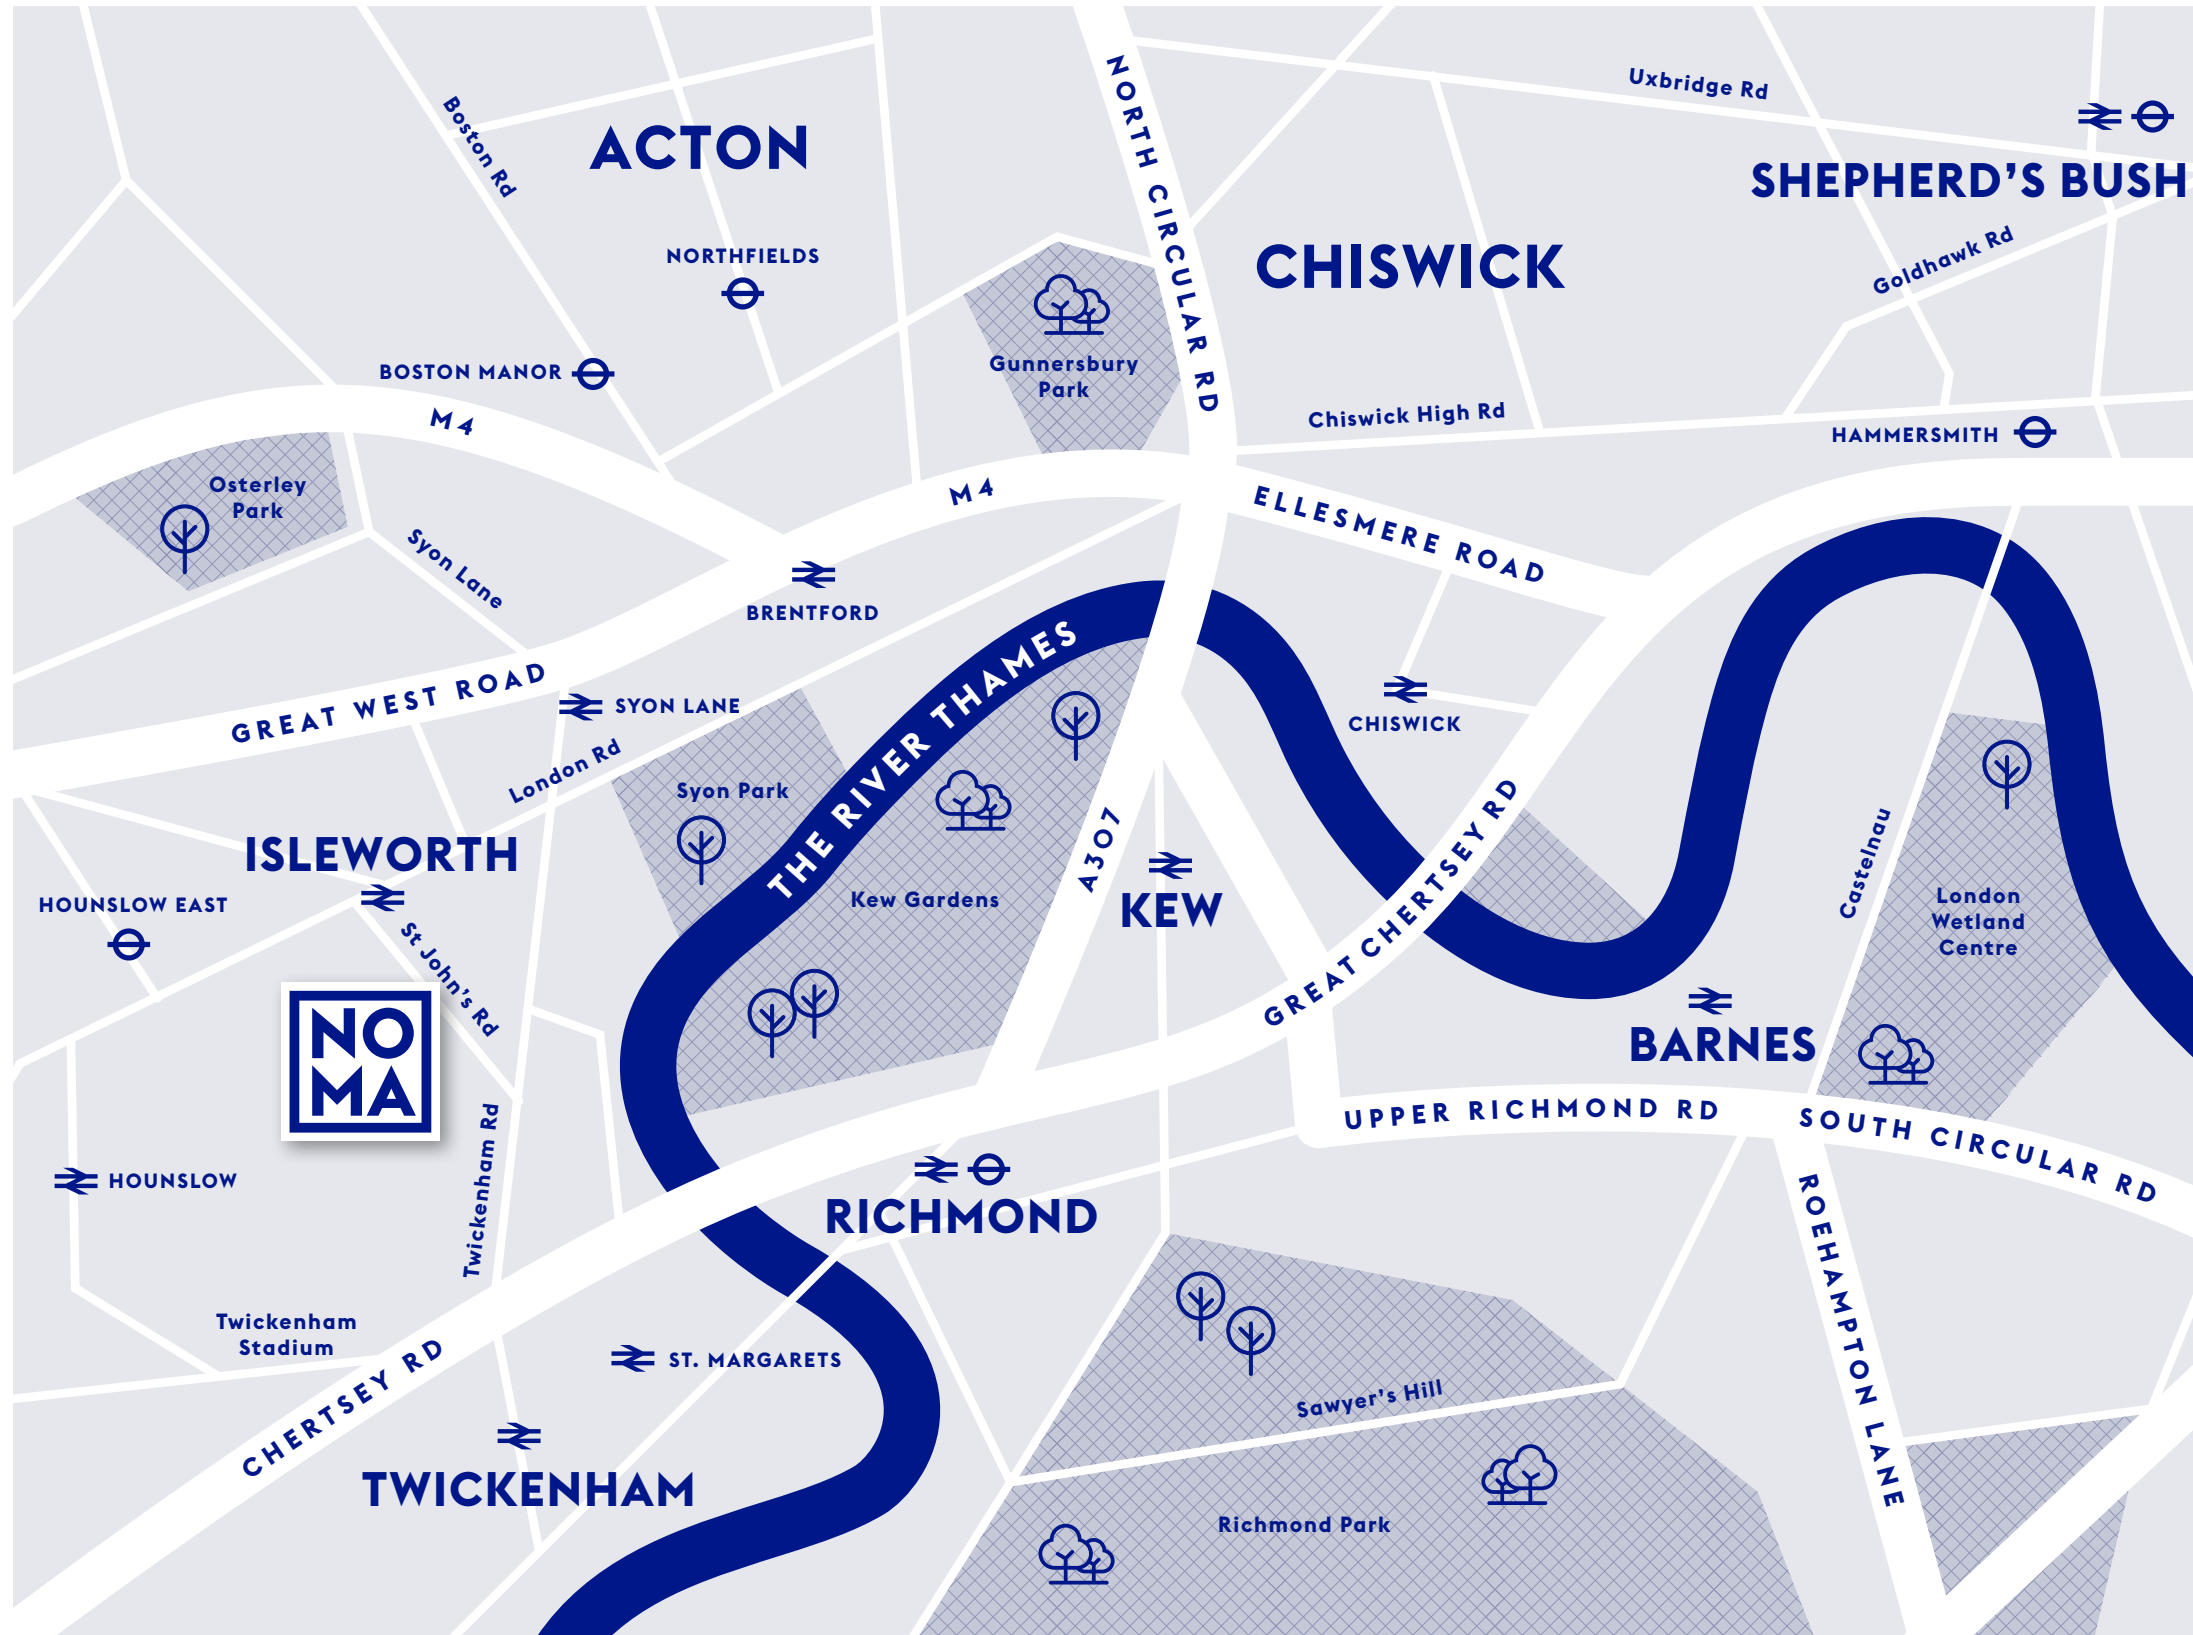 NORTH CIRCULAR RD
Uxbridge Rd
Boston Rd
ACTON
SHEPHERD’S BUSH
NORTHFIELDS
CHISWICK
Goldhawk Rd
BOSTON MANOR
Gunnersbury
Park
M4
Chiswick High Rd
HAMMERSMITH
Osterley
Park
M4
ELLESMERE ROAD
Syon Lane
BRENTFORD
THE RIVER THAMES
GREAT WEST ROAD
SYON LANE
CHISWICK
London Rd
Syon Park
ISLEWORTH
A307
GREAT CHERTSEY RD
Castelnau
HOUNSLOW EAST
Kew Gardens
KEW
London
Wetland
Centre
St John’s Rd
NO
MA
BARNES
UPPER RICHMOND RD
SOUTH CIRCULAR RD
Twickenham Rd
HOUNSLOW
RICHMOND
ROEHAMPTON LANE
Twickenham
Stadium
CHERTSEY RD
ST. MARGARETS
Sawyer’s Hill
TWICKENHAM
Richmond Park